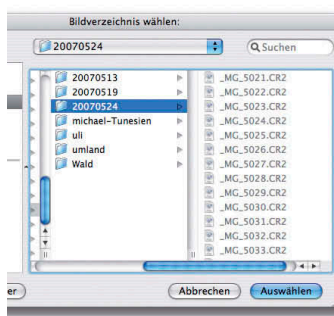 Bildverzeichnis wählen:
20070524
Suchen
20070513
20070519
20070524
michael-Tunesien
uli
umland
Wald
_MG_5021.CR2
_MG_5022.CR2
_MG_5023.CR2
_MG_5024.CR2
_MG_5025.CR2
_MG_5026.CR2
_MG_5027.CR2
_MG_5028.CR2
_MG_5029.CR2
_MG_5030.CR2
_MG_5031.CR2
_MG_5032.CR2
_MG_5033.CR2
er
Abbrechen
Auswählen